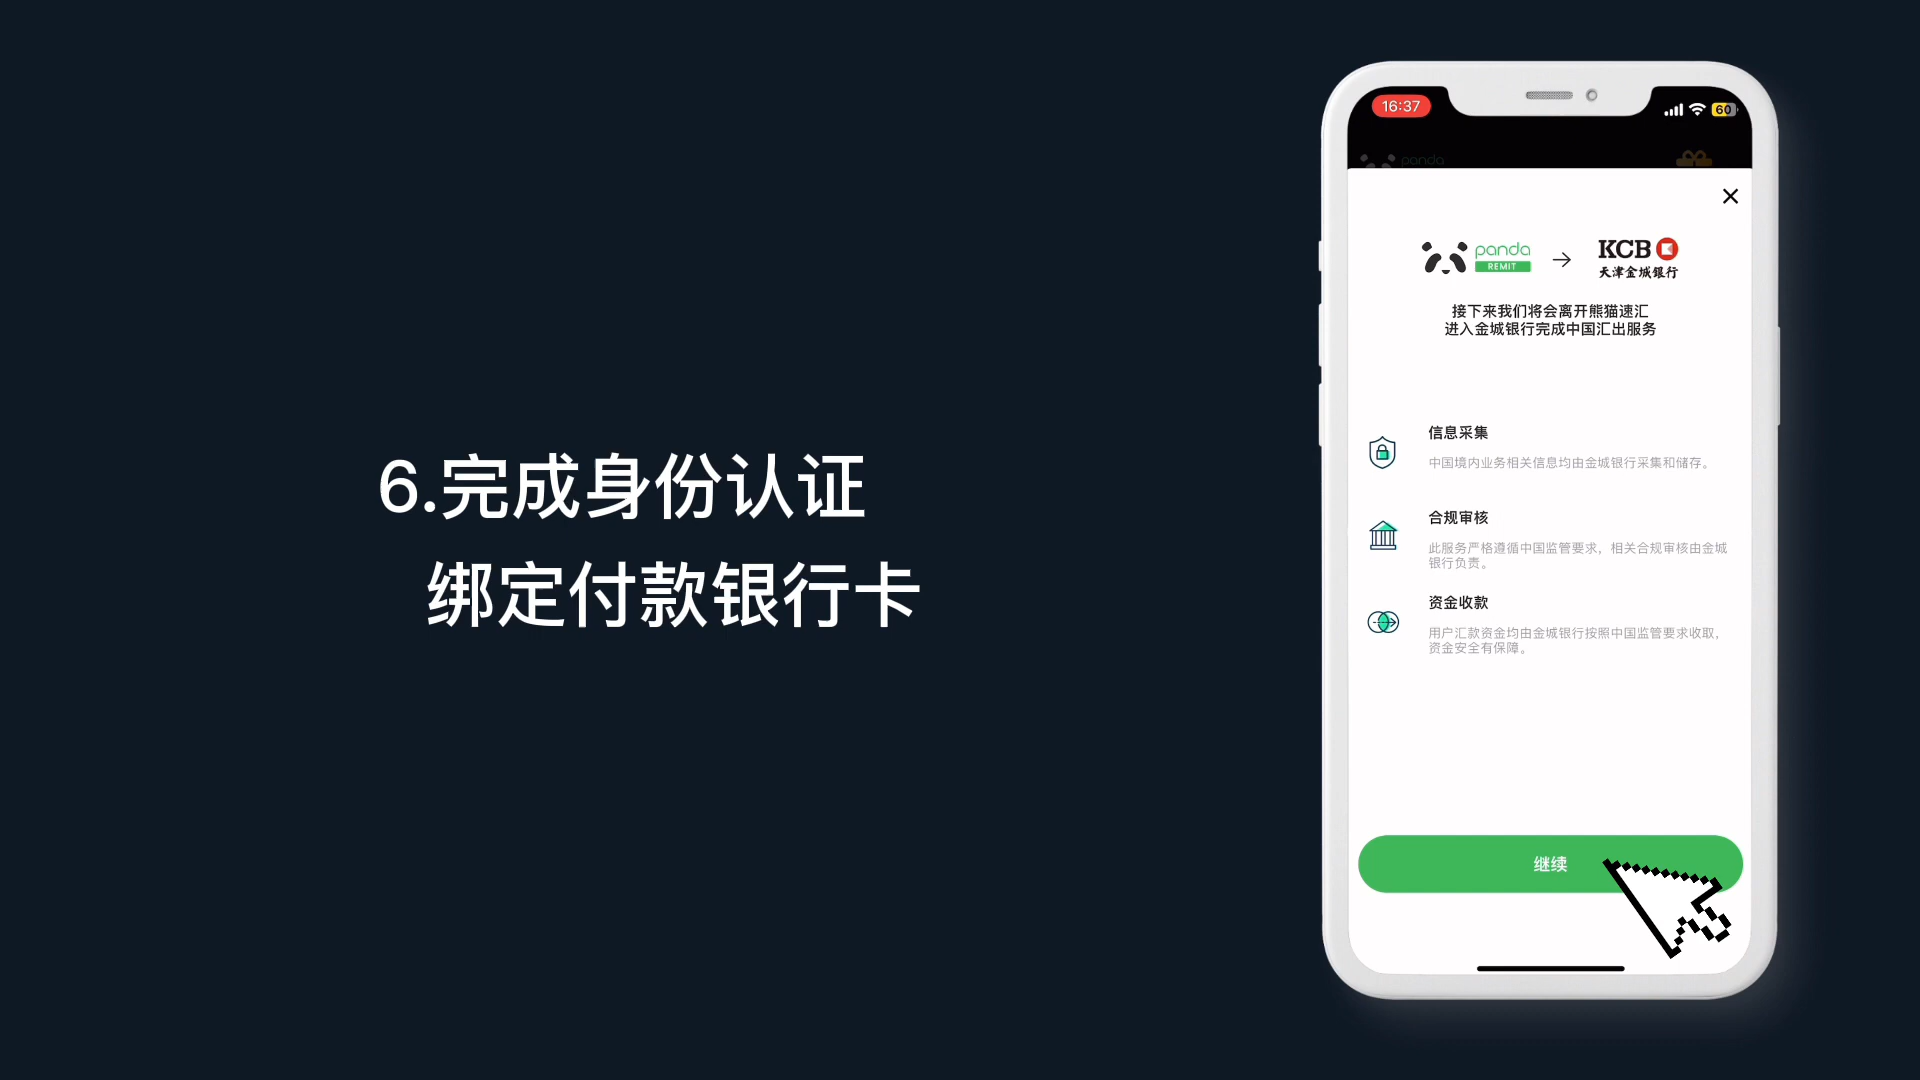 6.完成身份认证
绑定付款银行卡
16:37
60
panda
panda
REMIT
KCB
天津金城银行
接下来我们将会离开熊猫速汇
进入金城银行完成中国汇出服务
信息采集
中国境内业务相关信息均由金城银行采集和储存。
合规审核
此服务严格遵循中国监管要求，相关合规审核由金城
银行负责。
资金收款
用户汇款资金均由金城银行按照中国监管要求收取，
资金安全有保障。
继续